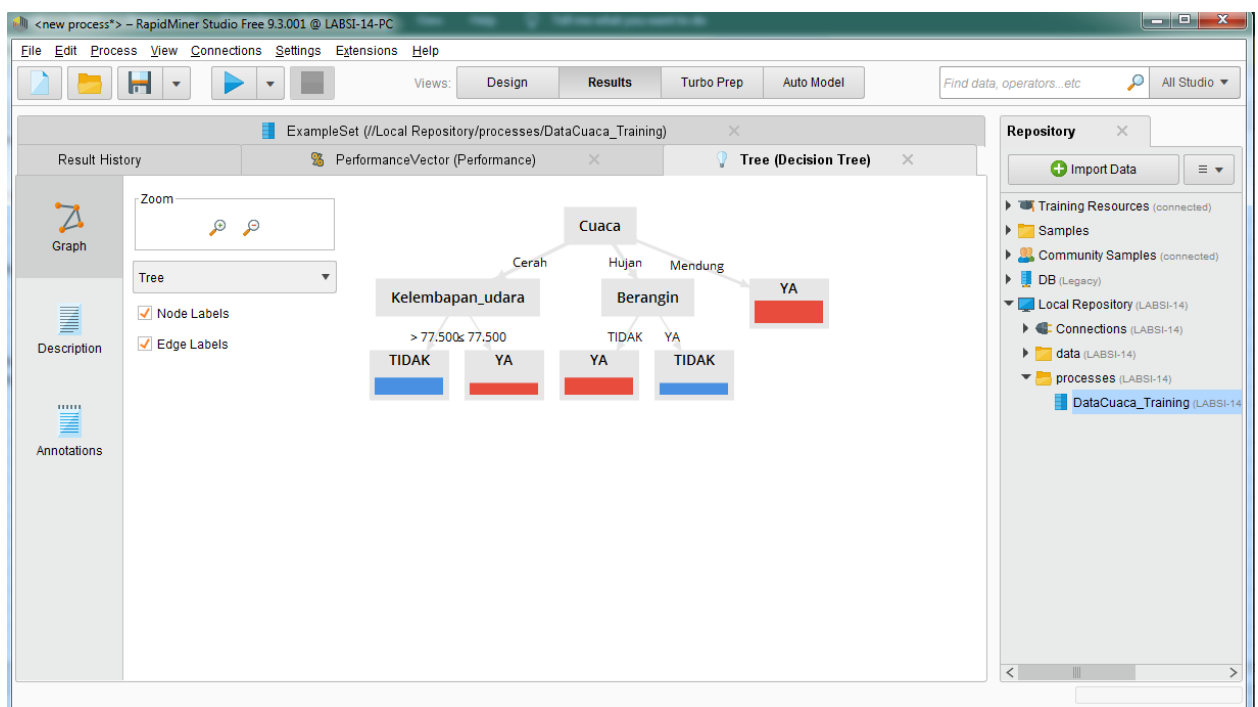 <new process*> – RapidMiner Studio Free 9.3.001 @ LABSI-14-PC
File Edit Process View Connections Settings Extensions Help
Views: Design Results Turbo Prep Auto Model Find data, operators...etc All Studio
ExampleSet (//Local Repository/processes/DataCuaca_Training)
Result History PerformanceVector (Performance) Tree (Decision Tree)
Graph
Description
Annotations
Zoom
Tree
Node Labels
Edge Labels
Cuaca
Cerah Hujan Mendung
Kelembapan_udara Berangin YA
> 77.500 ≤ 77.500 TIDAK YA
TIDAK YA YA TIDAK
Repository
Import Data
Training Resources (connected)
Samples
Community Samples (connected)
DB (Legacy)
Local Repository (LABSI-14)
Connections (LABSI-14)
data (LABSI-14)
processes (LABSI-14)
DataCuaca_Training (LABSI-14